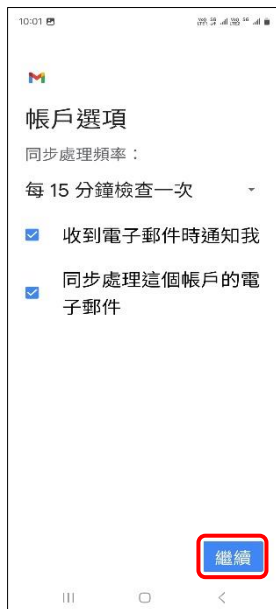 10:01
帳戶選項
同步處理頻率：
每 15 分鐘檢查一次
收到電子郵件時通知我
同步處理這個帳戶的電
子郵件
繼續